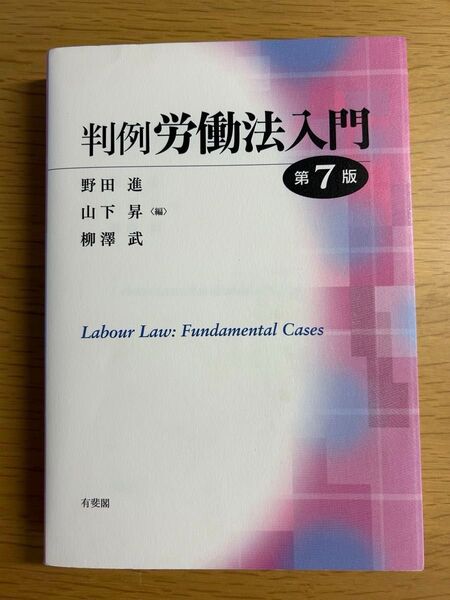 判例 労働法入門
第7版
野田 進
山下 昇〈編〉
柳澤 武
Labour Law: Fundamental Cases
有斐閣